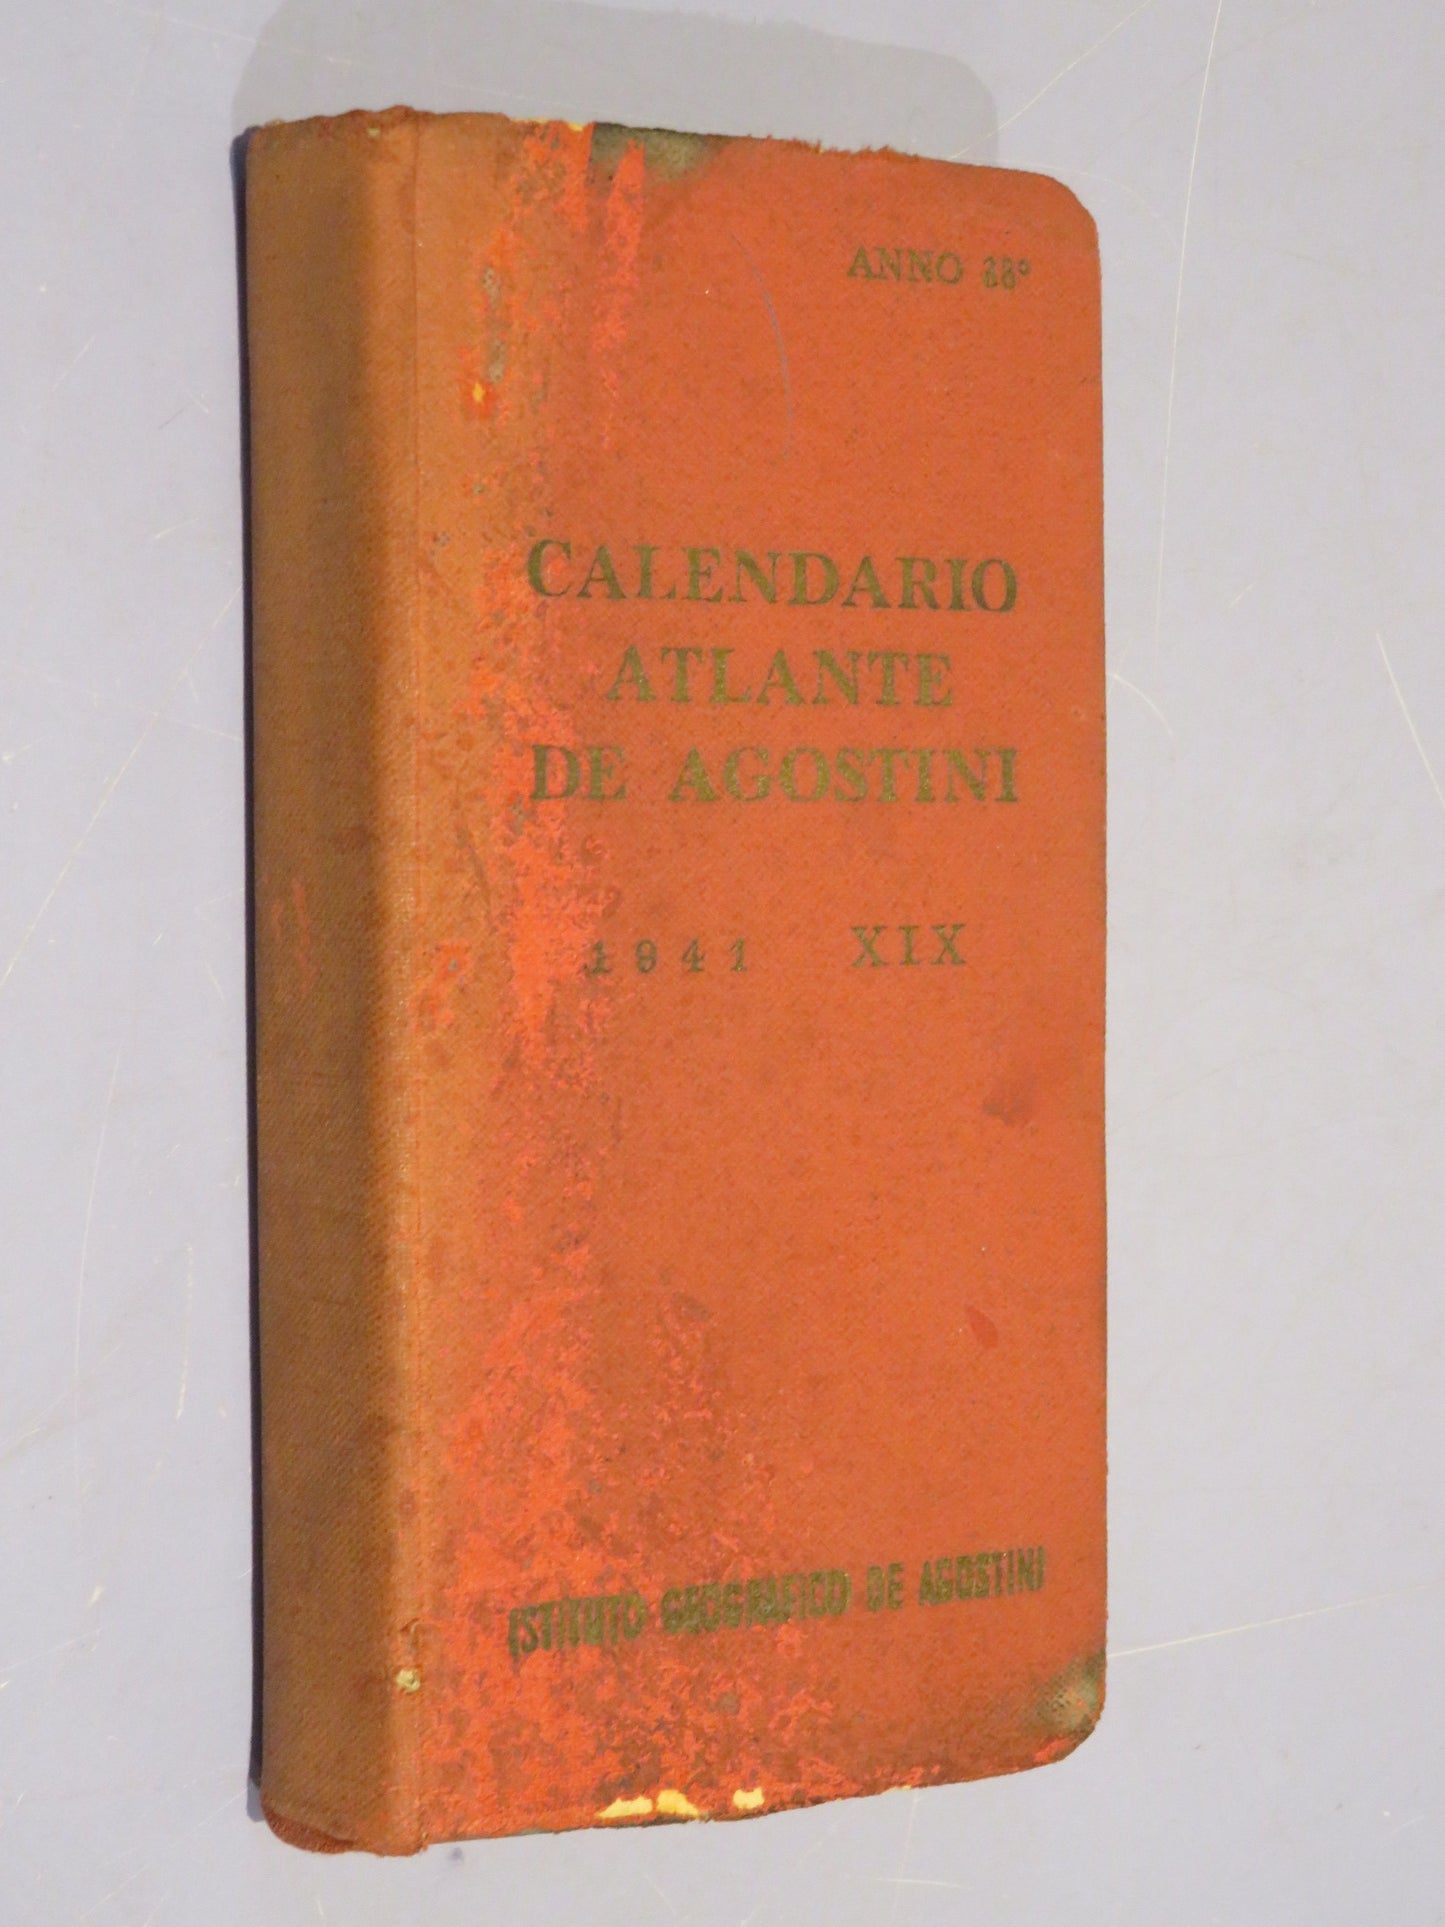 ANNO 38°
CALENDARIO
ATLANTE
DE AGOSTINI
1941 XIX
ISTITUTO GEOGRAFICO DE AGOSTINI